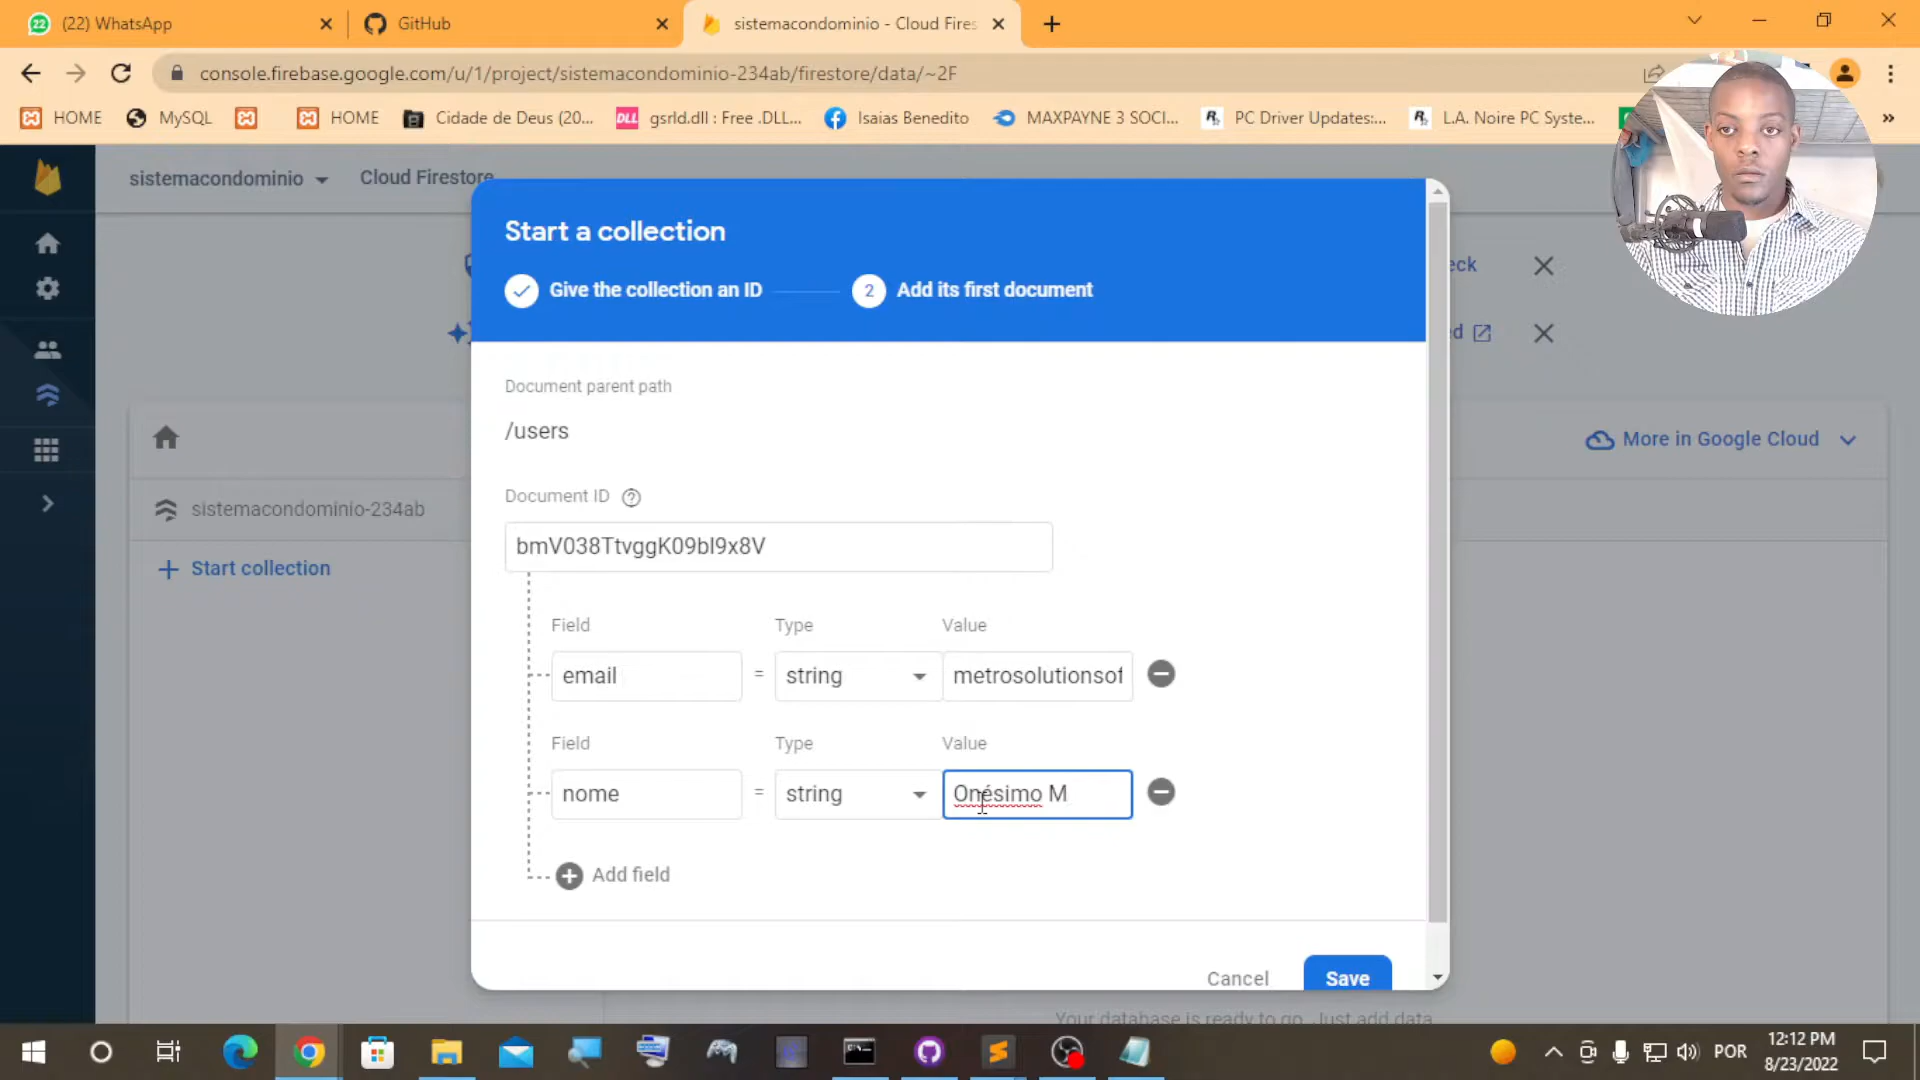 22 (22) WhatsApp
GitHub
sistemacondominio - Cloud Fires
console.firebase.google.com/u/1/project/sistemacondominio-234ab/firestore/data/~2F
HOME
MySQL
HOME
Cidade de Deus (20...
DLL gsrld.dll : Free .DLL...
Isaias Benedito
MAXPAYNE 3 SOCI...
PC Driver Updates:...
L.A. Noire PC Syste...
»
sistemacondominio
Cloud Firestore
Start a collection
Give the collection an ID
2 Add its first document
eck
ed
Document parent path
/users
More in Google Cloud
Document ID
sistemacondominio-234ab
bmV038TtvggK09bl9x8V
Start collection
Field Type Value
email = string metrosolutionsof
Field Type Value
nome = string Onésimo M
Add field
Cancel Save
Your database is ready to go. Just add data
POR
12:12 PM
8/23/2022